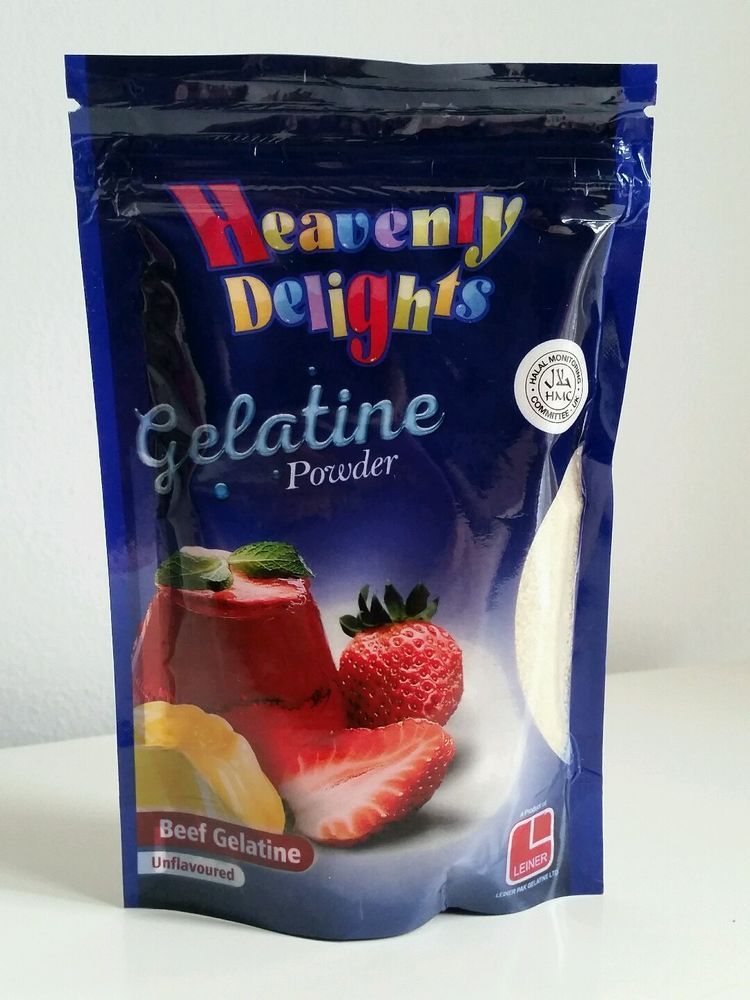 Heavenly
Delights
HALAL MONITORING
HMC
COMMITTEE - UK
Gelatine
Powder
Beef Gelatine
Unflavoured
A Product of
LEINER
LEINER PAK GELATINE LTD